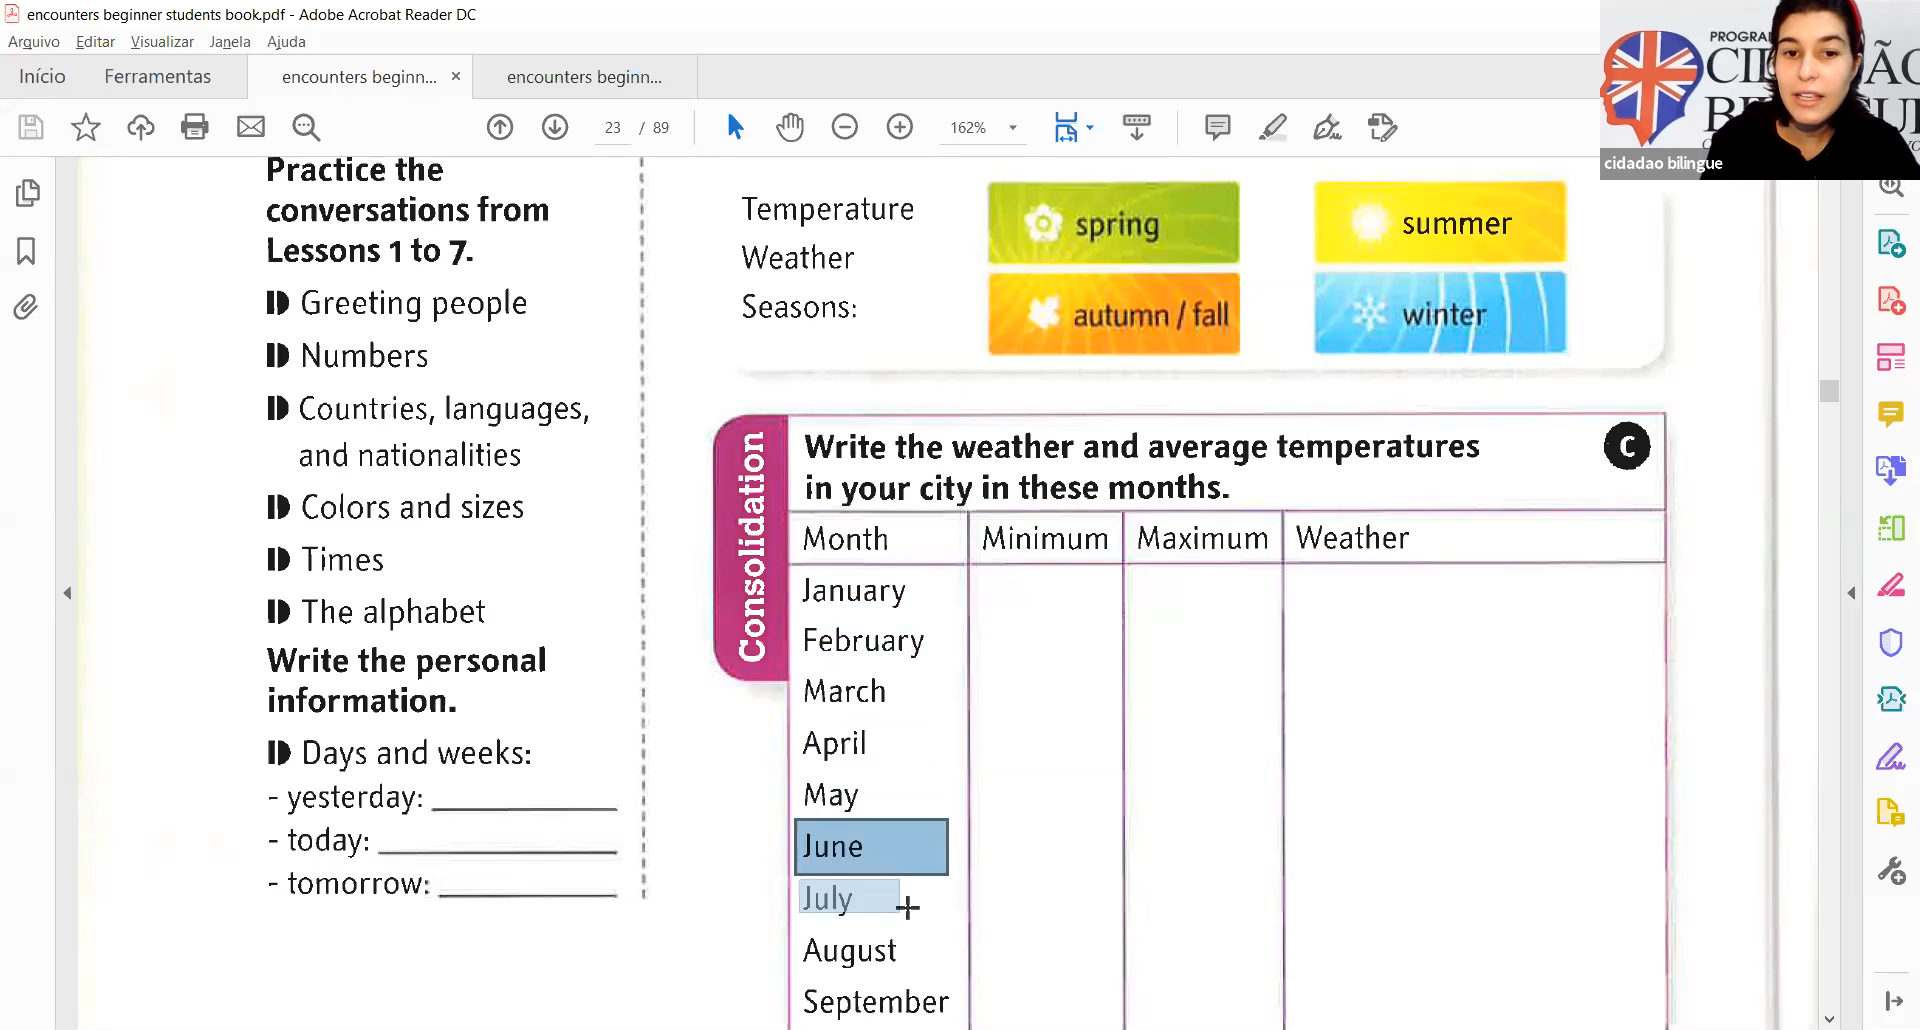 encounters beginner students book.pdf - Adobe Acrobat Reader DC
Arquivo Editar Visualizar Janela Ajuda
Início Ferramentas encounters beginn... × encounters beginn...
23 / 89 162%
cidadao bilingue
Practice the
conversations from
Lessons 1 to 7.
Greeting people
Numbers
Countries, languages,
and nationalities
Colors and sizes
Times
The alphabet
Write the personal
information.
Days and weeks:
- yesterday:
- today:
- tomorrow:
Temperature
Weather
Seasons:
spring
summer
autumn / fall
winter
Consolidation
Write the weather and average temperatures
in your city in these months.
C
Month Minimum Maximum Weather
January
February
March
April
May
June
July
August
September